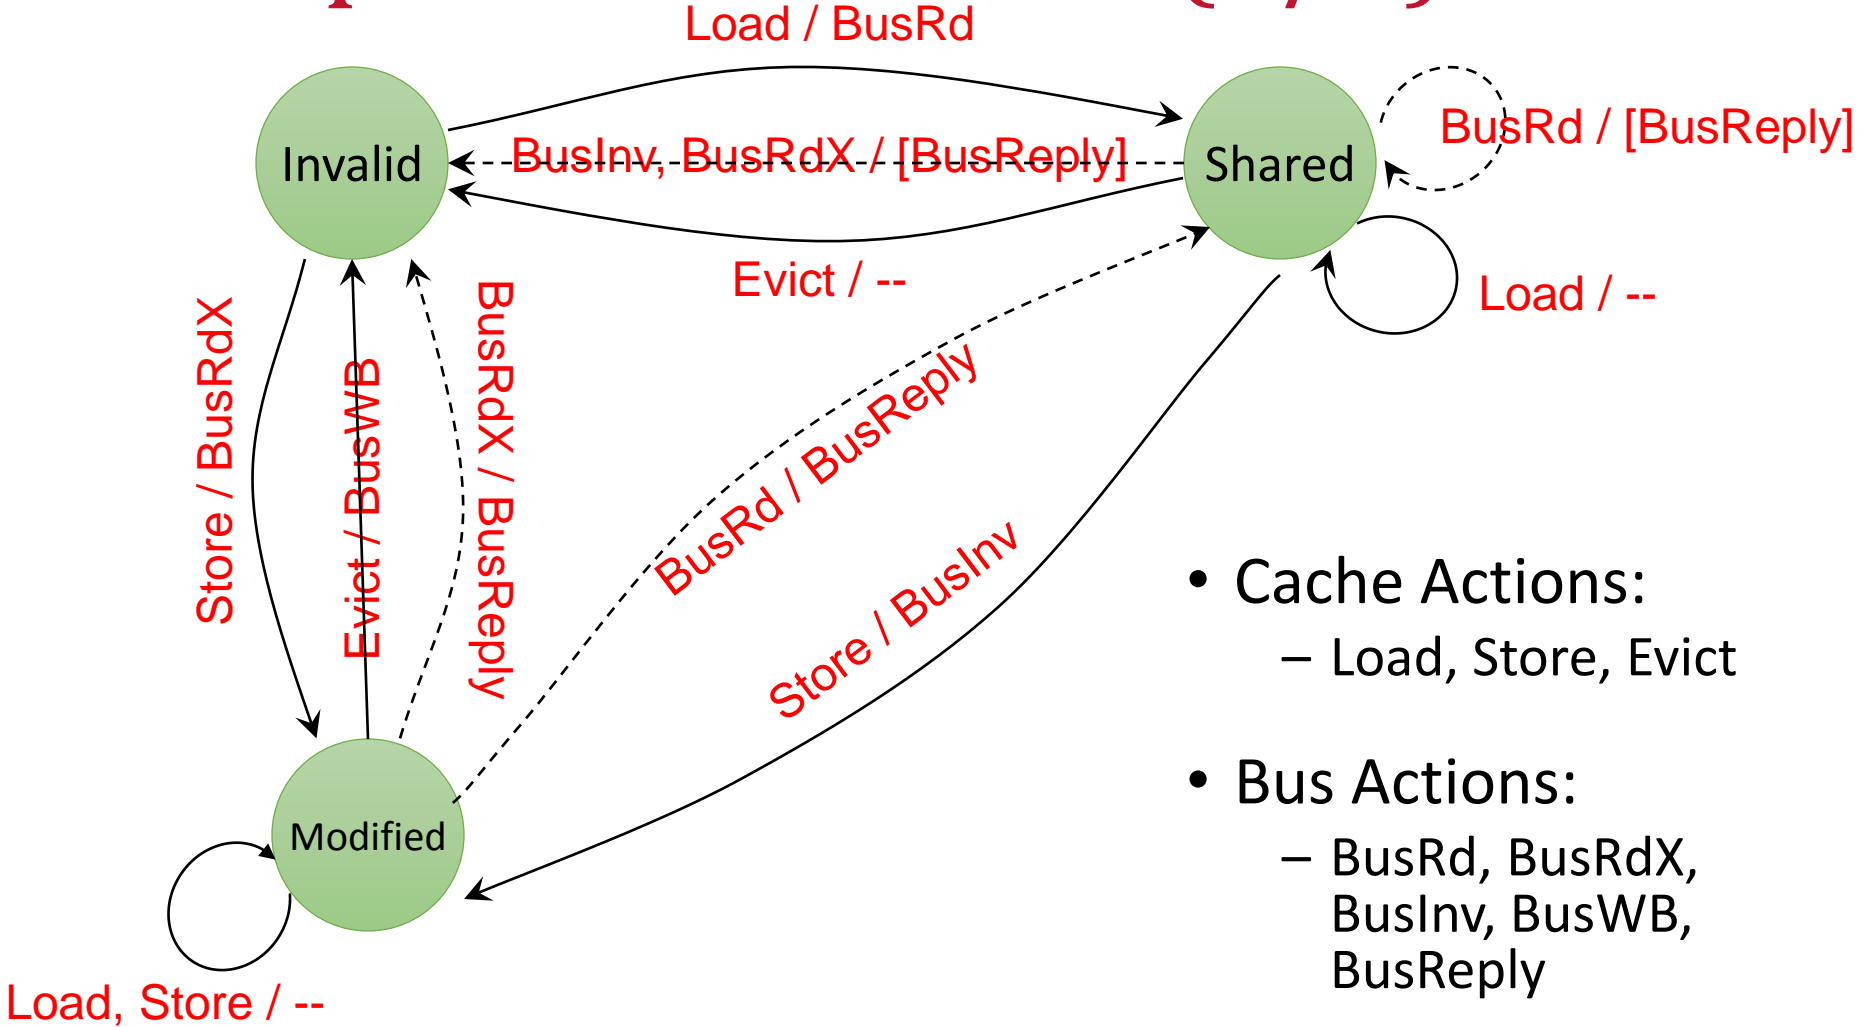 Load / BusRd
Invalid
BusInv, BusRdX / [BusReply]
Shared
BusRd / [BusReply]
Evict / --
Load / --
Store / BusRdX
Evict / BusWB
BusRdX / BusReply
BusRd / BusReply
Store / BusInv
Modified
Load, Store / --
• Cache Actions:
– Load, Store, Evict
• Bus Actions:
– BusRd, BusRdX,
BusInv, BusWB,
BusReply